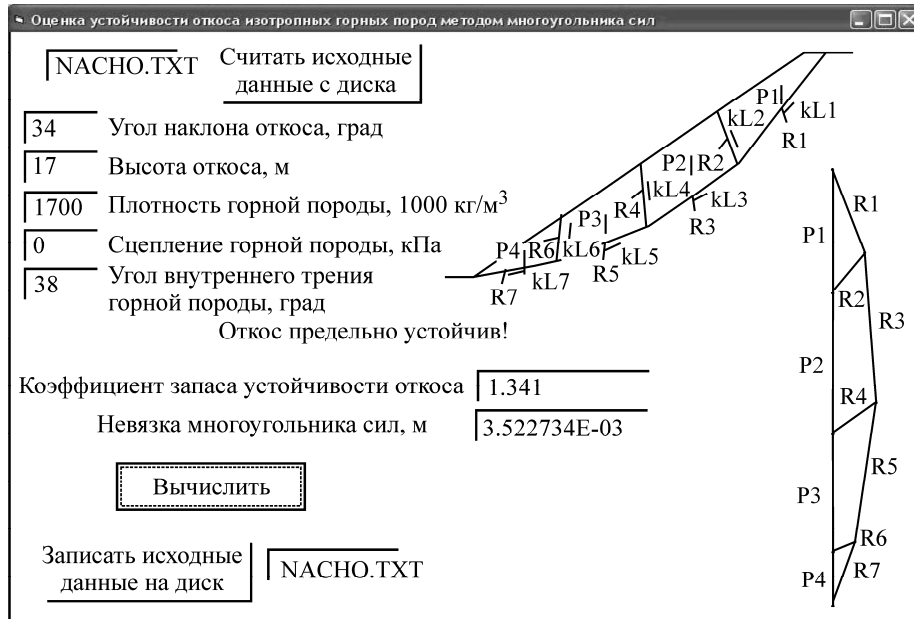 Оценка устойчивости откоса изотропных горных пород методом многоугольника сил
NACHO.TXT
Считать исходные
данные с диска
34 Угол наклона откоса, град
17 Высота откоса, м
1700 Плотность горной породы, 1000 кг/м³
0 Сцепление горной породы, кПа
38 Угол внутреннего трения
горной породы, град
Откос предельно устойчив!
Коэффициент запаса устойчивости откоса 1.341
Невязка многоугольника сил, м 3.522734E-03
Вычислить
Записать исходные
данные на диск
NACHO.TXT
P1
kL1
R1
kL2
P2
R2
kL3
R3
kL4
R4
P3
kL5
R5
kL6
R6
P4
kL7
R7
R1
P1
R2
R3
P2
R4
R5
P3
R6
R7
P4